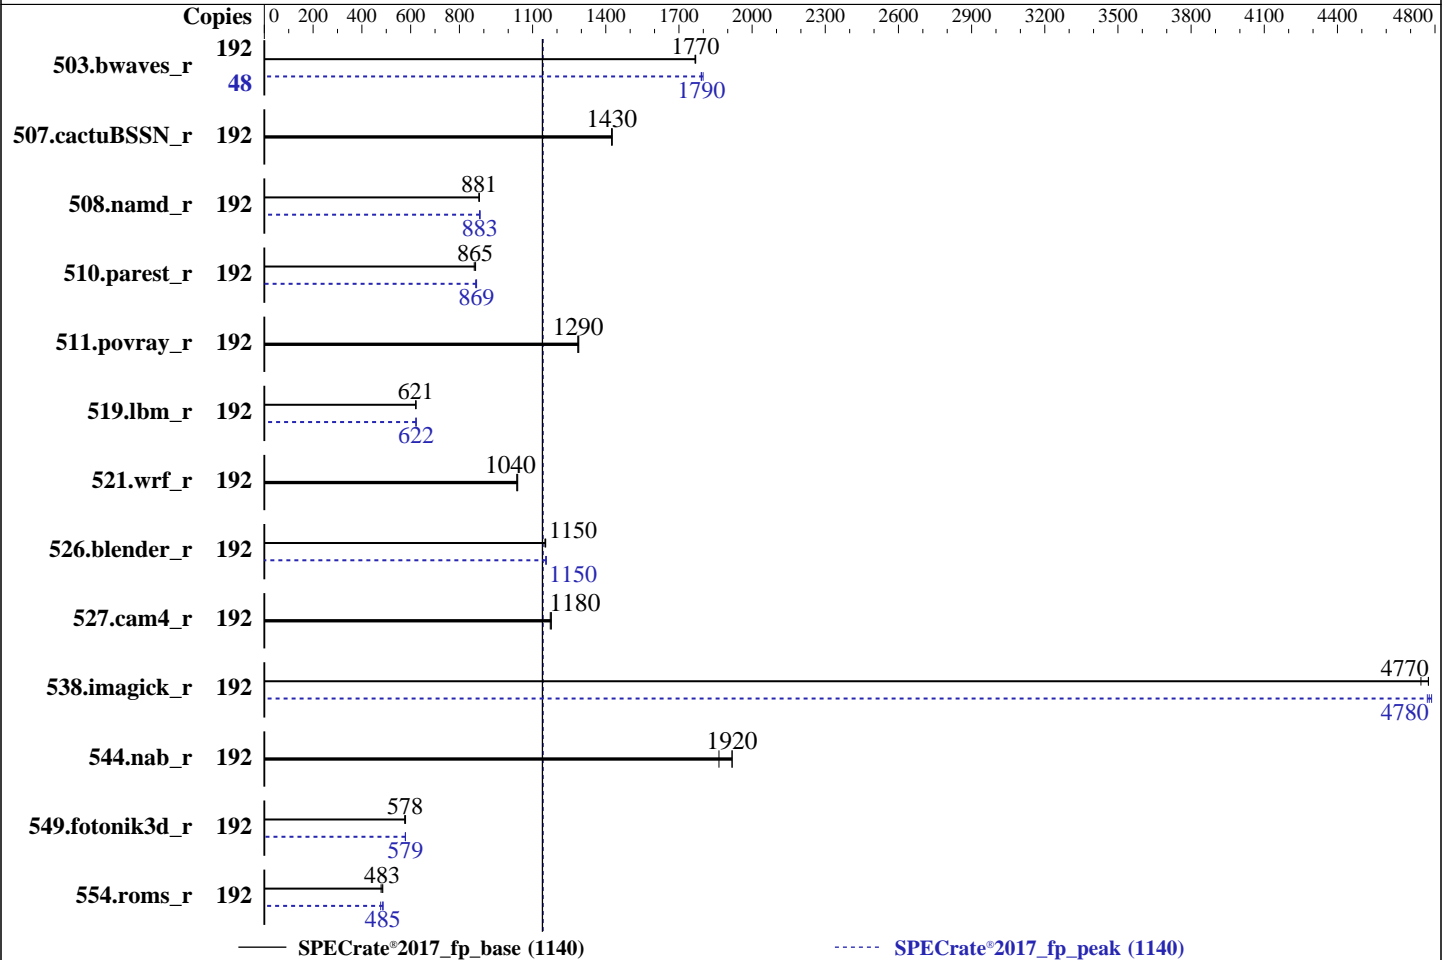 Copies 0 200 400 600 800 1100 1400 1700 2000 2300 2600 2900 3200 3500 3800 4100 4400 4800
503.bwaves_r 192 1770
48 1790
507.cactuBSSN_r 192 1430
508.namd_r 192 881
883
510.parest_r 192 865
869
511.povray_r 192 1290
519.lbm_r 192 621
622
521.wrf_r 192 1040
526.blender_r 192 1150
1150
527.cam4_r 192 1180
538.imagick_r 192 4770
4780
544.nab_r 192 1920
549.fotonik3d_r 192 578
579
554.roms_r 192 483
485
SPECrate®2017_fp_base (1140) SPECrate®2017_fp_peak (1140)